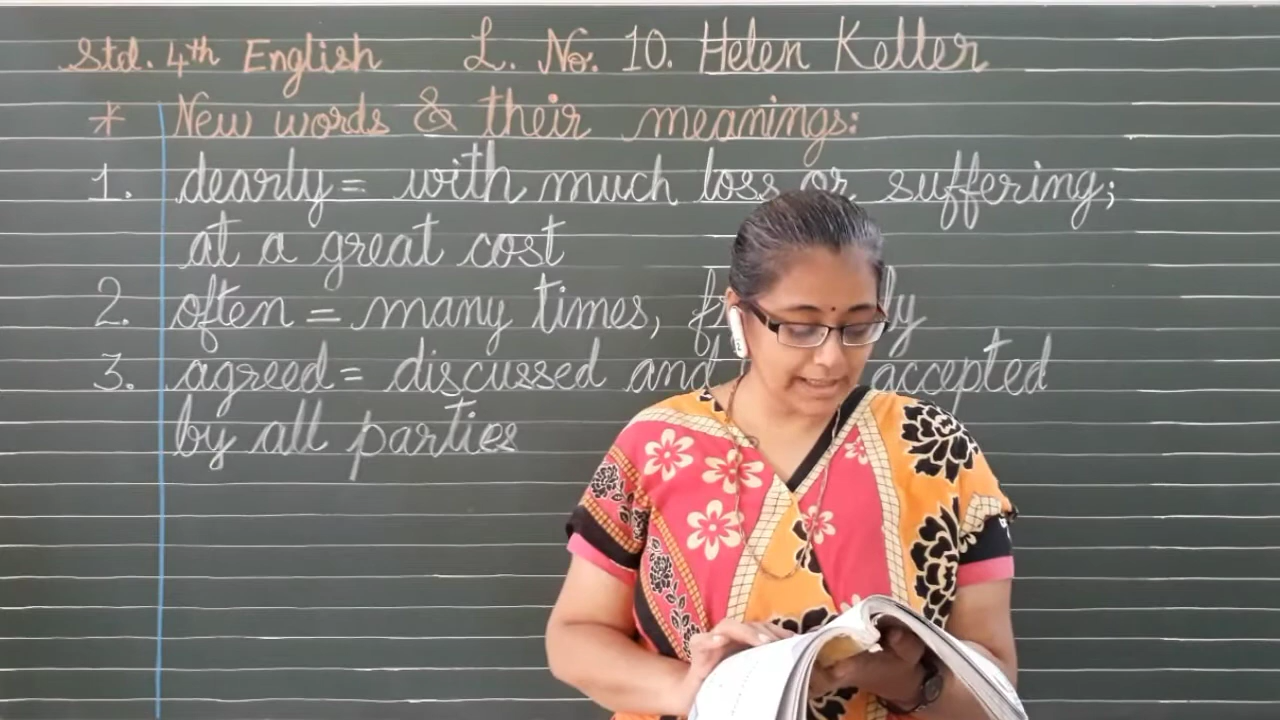 Std. 4th English L. No. 10. Helen Keller
* New words & their meanings:
1. dearly = with much loss or suffering;
at a great cost
2. often = many times,
3. agreed = discussed and accepted
by all parties